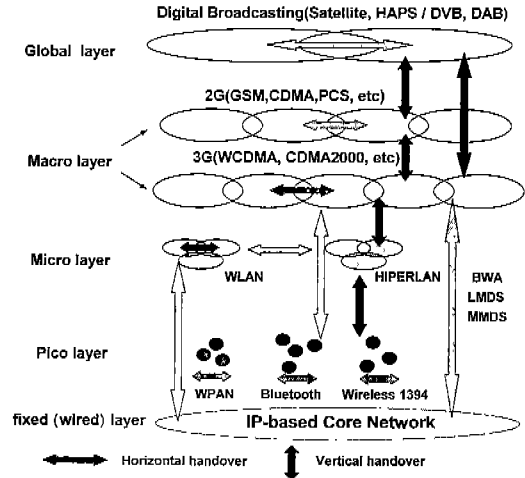 Digital Broadcasting(Satellite, HAPS / DVB, DAB)
Global layer
2G(GSM,CDMA,PCS, etc)
Macro layer
3G(WCDMA, CDMA2000, etc)
Micro layer
WLAN
HIPERLAN
BWA
LMDS
MMDS
Pico layer
WPAN
Bluetooth
Wireless 1394
fixed (wired) layer
IP-based Core Network
Horizontal handover
Vertical handover